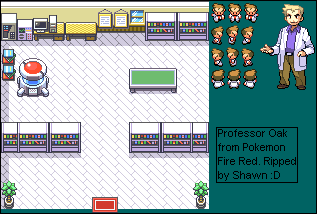 Professor Oak
from Pokemon
Fire Red. Ripped
by Shawn :D